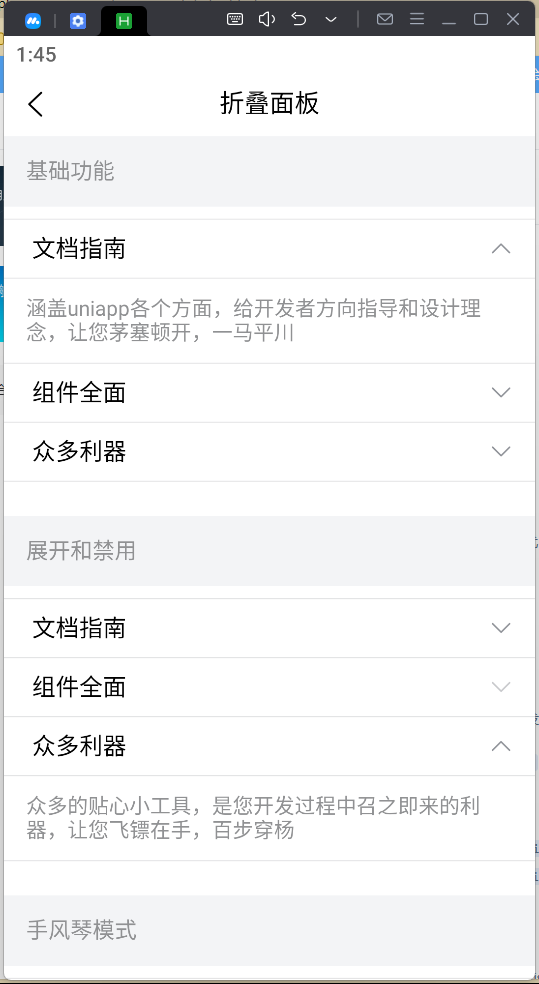 1:45
折叠面板
基础功能
文档指南
涵盖uniapp各个方面，给开发者方向指导和设计理
念，让您茅塞顿开，一马平川
组件全面
众多利器
展开和禁用
文档指南
组件全面
众多利器
众多的贴心小工具，是您开发过程中召之即来的利
器，让您飞镖在手，百步穿杨
手风琴模式